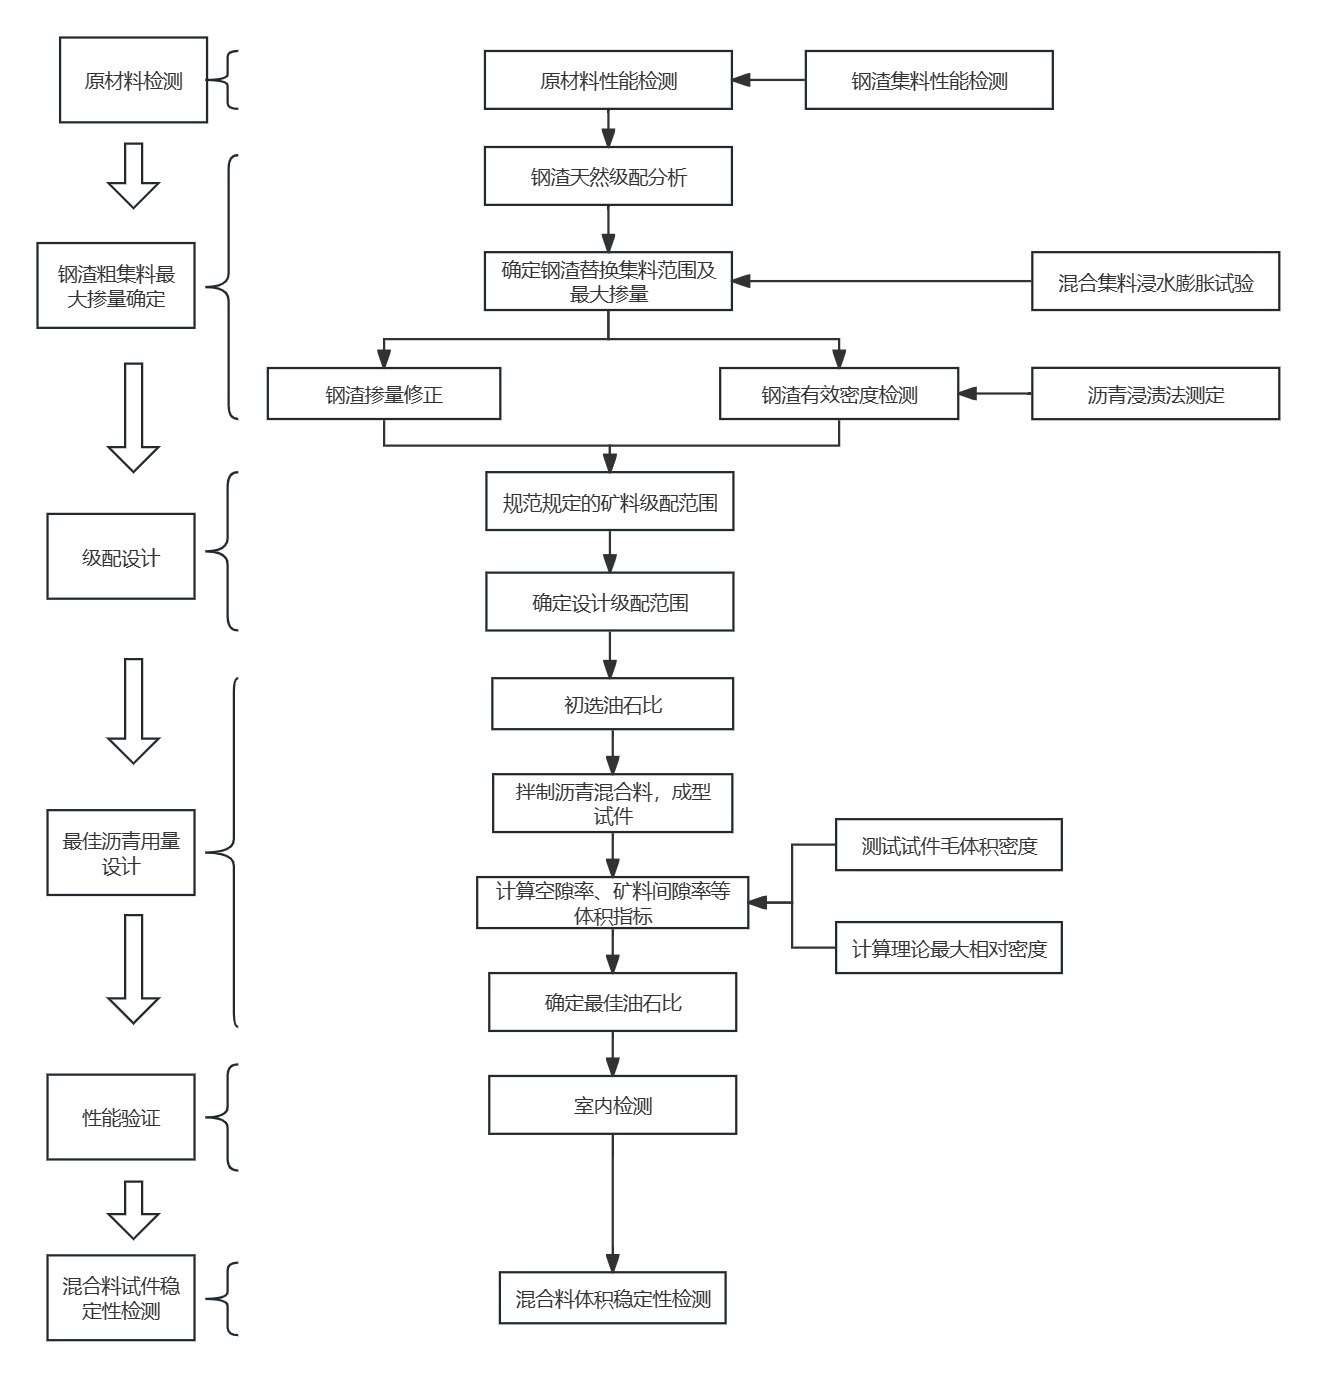 原材料检测
原材料性能检测
钢渣集料性能检测
钢渣天然级配分析
钢渣粗集料最
大掺量确定
确定钢渣替换集料范围及
最大掺量
混合集料浸水膨胀试验
钢渣掺量修正
钢渣有效密度检测
沥青浸渍法测定
规范规定的矿料级配范围
级配设计
确定设计级配范围
初选油石比
拌制沥青混合料，成型
试件
最佳沥青用量
设计
测试试件毛体积密度
计算空隙率、矿料间隙率等
体积指标
计算理论最大相对密度
确定最佳油石比
性能验证
室内检测
混合料试件稳
定性检测
混合料体积稳定性检测